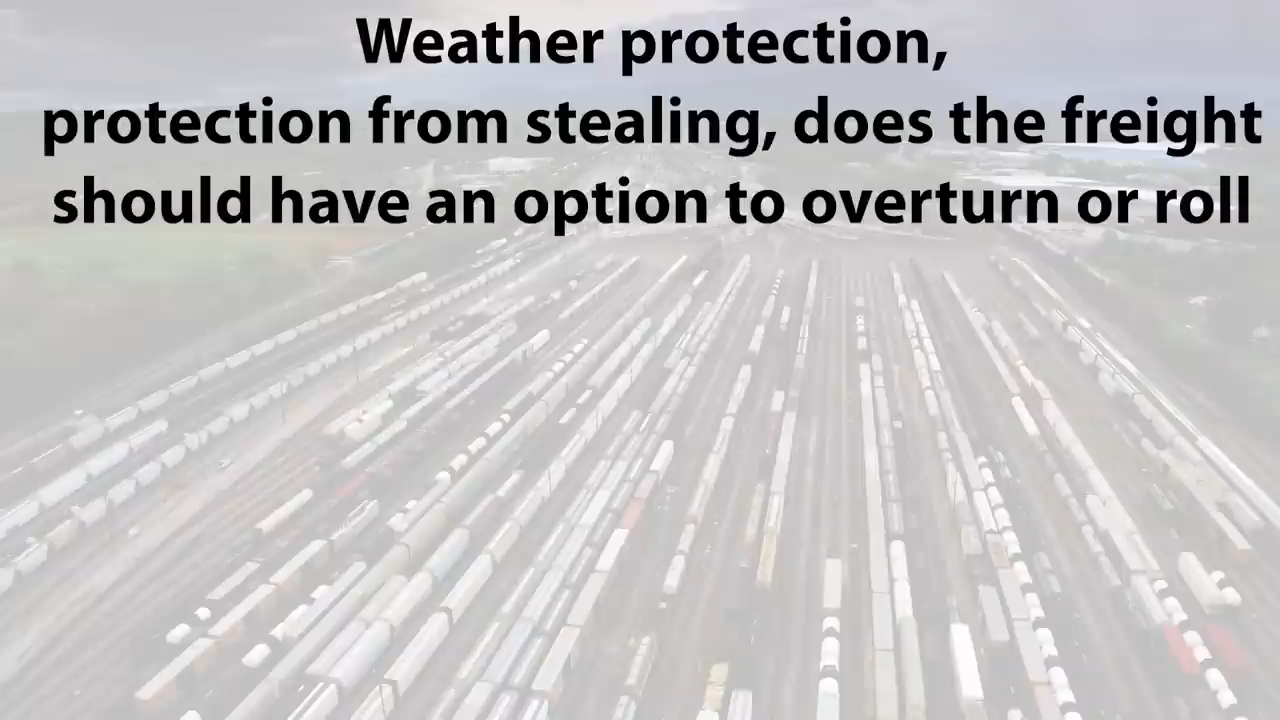 Weather protection,
protection from stealing, does the freight
should have an option to overturn or roll